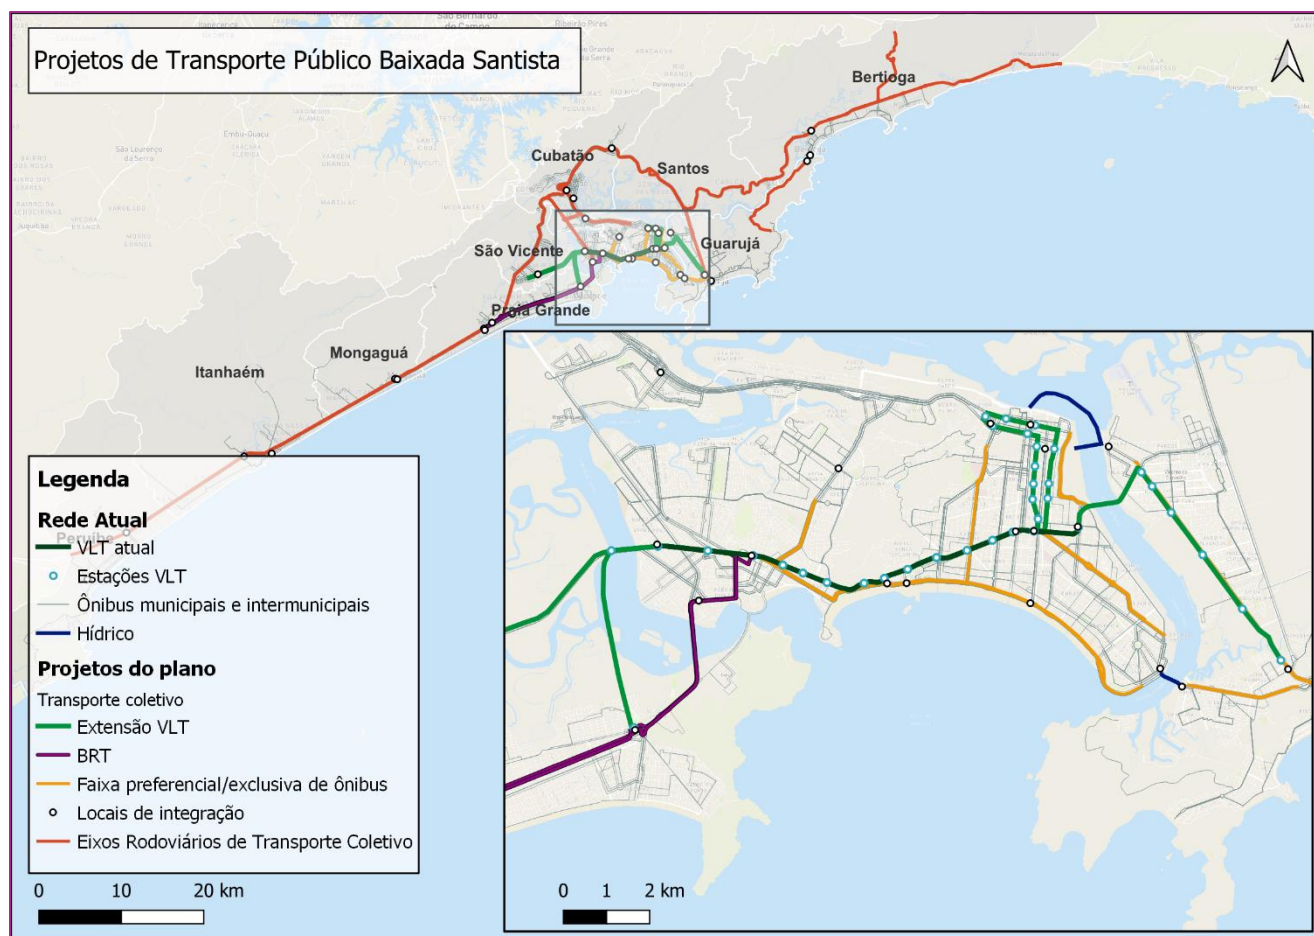 Projetos de Transporte Público Baixada Santista
Bertioga
Cubatão
Santos
São Vicente
Guarujá
Praia Grande
Mongaguá
Itanhaém
Peruíbe
Legenda
Rede Atual
VLT atual
Estações VLT
Ônibus municipais e intermunicipais
Hídrico
Projetos do plano
Transporte coletivo
Extensão VLT
BRT
Faixa preferencial/exclusiva de ônibus
Locais de integração
Eixos Rodoviários de Transporte Coletivo
0 10 20 km
0 1 2 km